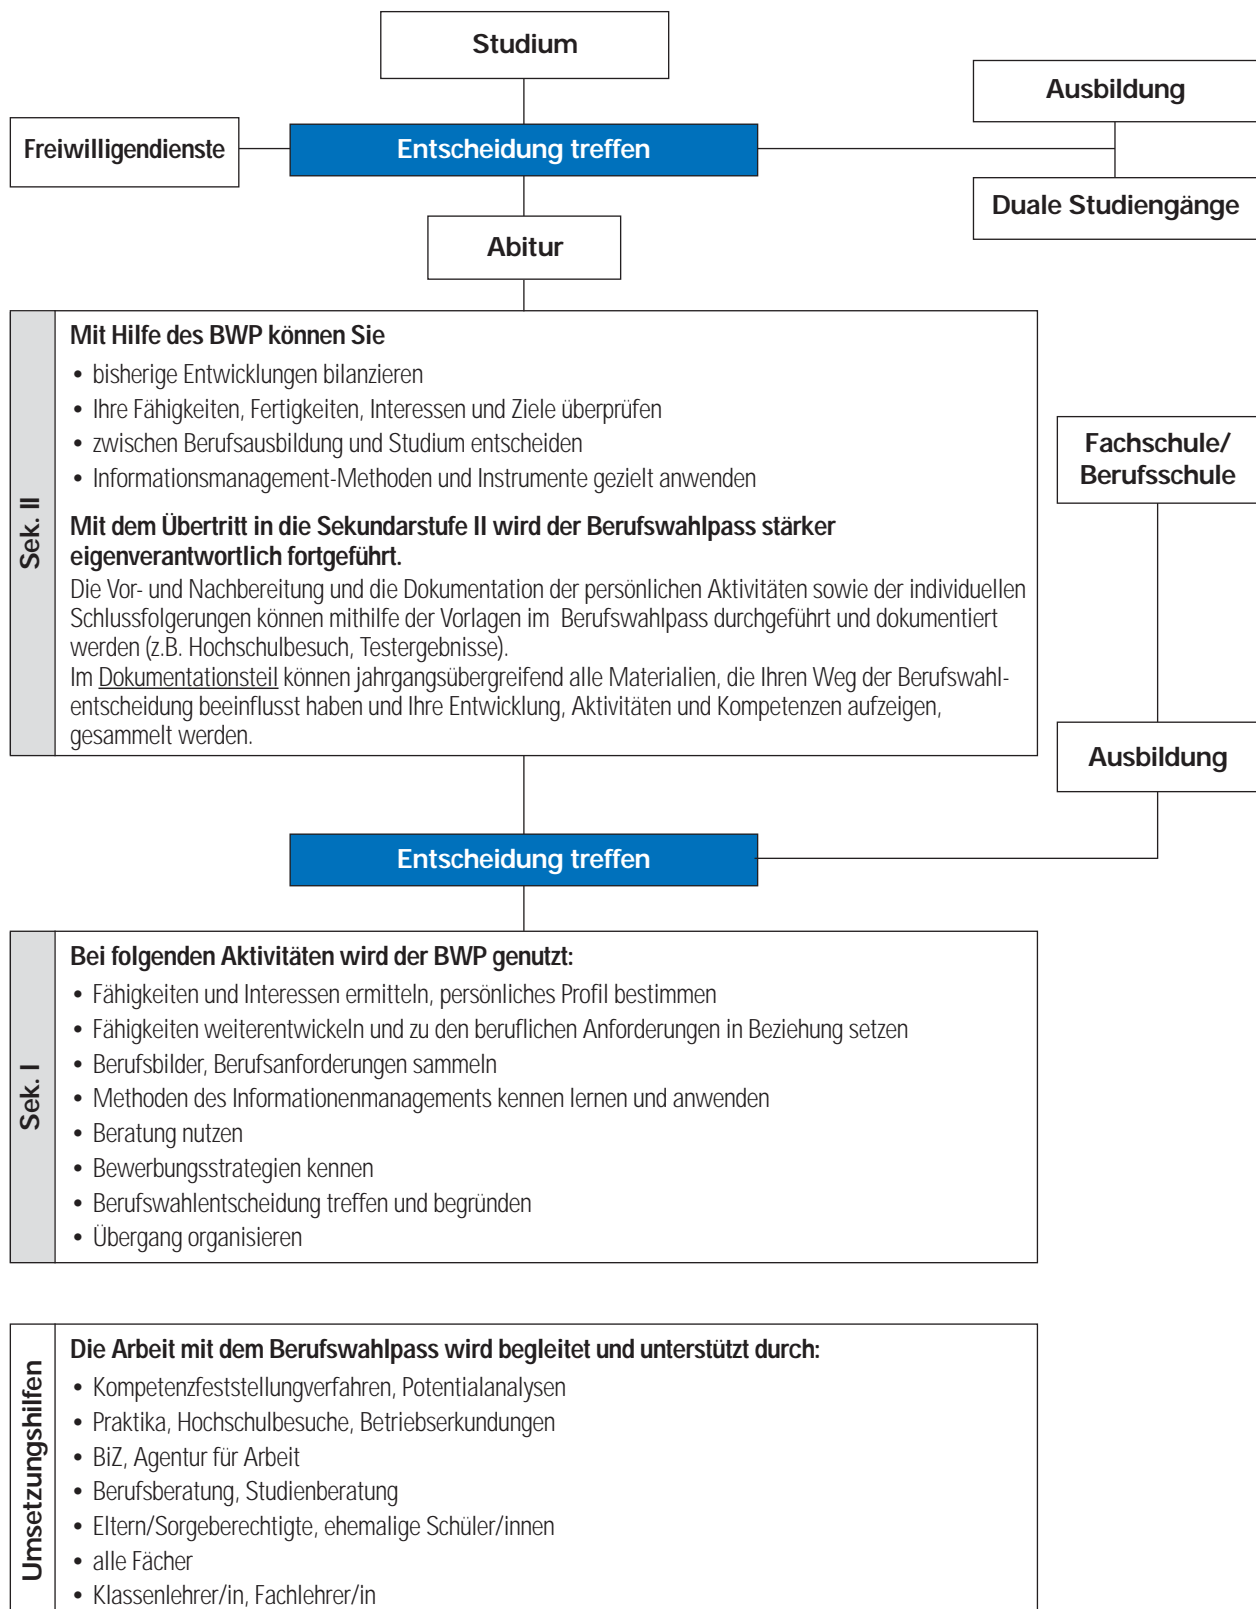 Studium
Ausbildung
Freiwilligendienste
Entscheidung treffen
Duale Studiengänge
Abitur
Sek. II
Mit Hilfe des BWP können Sie
• bisherige Entwicklungen bilanzieren
• Ihre Fähigkeiten, Fertigkeiten, Interessen und Ziele überprüfen
• zwischen Berufsausbildung und Studium entscheiden
• Informationsmanagement-Methoden und Instrumente gezielt anwenden
Mit dem Übertritt in die Sekundarstufe II wird der Berufswahlpass stärker
eigenverantwortlich fortgeführt.
Die Vor- und Nachbereitung und die Dokumentation der persönlichen Aktivitäten sowie der individuellen
Schlussfolgerungen können mithilfe der Vorlagen im Berufswahlpass durchgeführt und dokumentiert
werden (z.B. Hochschulbesuch, Testergebnisse).
Im Dokumentationsteil können jahrgangsübergreifend alle Materialien, die Ihren Weg der Berufswahl-
entscheidung beeinflusst haben und Ihre Entwicklung, Aktivitäten und Kompetenzen aufzeigen,
gesammelt werden.
Fachschule/
Berufsschule
Ausbildung
Entscheidung treffen
Sek. I
Bei folgenden Aktivitäten wird der BWP genutzt:
• Fähigkeiten und Interessen ermitteln, persönliches Profil bestimmen
• Fähigkeiten weiterentwickeln und zu den beruflichen Anforderungen in Beziehung setzen
• Berufsbilder, Berufsanforderungen sammeln
• Methoden des Informationenmanagements kennen lernen und anwenden
• Beratung nutzen
• Bewerbungsstrategien kennen
• Berufswahlentscheidung treffen und begründen
• Übergang organisieren
Umsetzungshilfen
Die Arbeit mit dem Berufswahlpass wird begleitet und unterstützt durch:
• Kompetenzfeststellungverfahren, Potentialanalysen
• Praktika, Hochschulbesuche, Betriebserkundungen
• BiZ, Agentur für Arbeit
• Berufsberatung, Studienberatung
• Eltern/Sorgeberechtigte, ehemalige Schüler/innen
• alle Fächer
• Klassenlehrer/in, Fachlehrer/in